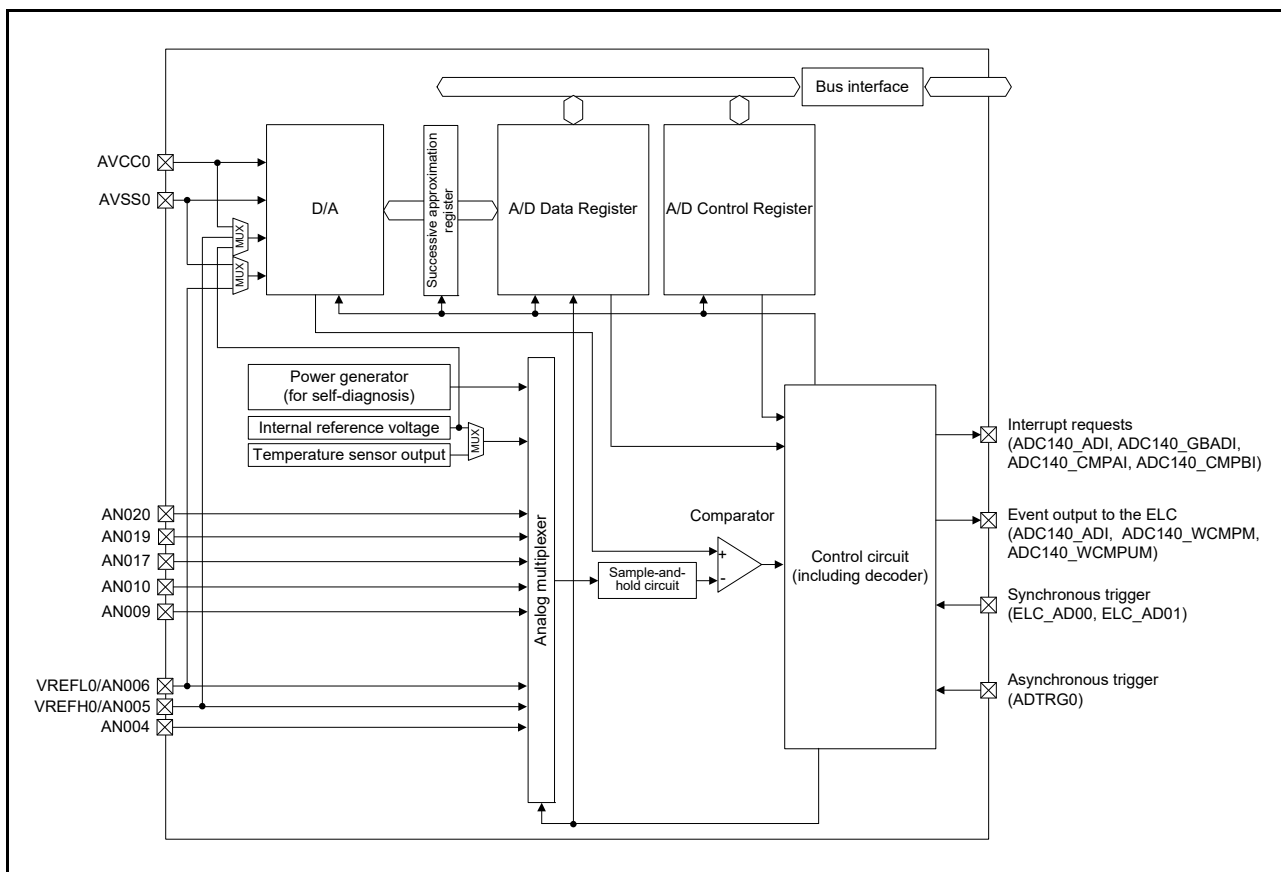 Bus interface
AVCC0
AVSS0
MUX
MUX
D/A
Successive approximation
register
A/D Data Register
A/D Control Register
Power generator
(for self-diagnosis)
Internal reference voltage
Temperature sensor output
MUX
Analog multiplexer
AN020
AN019
AN017
AN010
AN009
VREFL0/AN006
VREFH0/AN005
AN004
Comparator
+
-
Sample-and-
hold circuit
Control circuit
(including decoder)
Interrupt requests
(ADC140_ADI, ADC140_GBADI,
ADC140_CMPAI, ADC140_CMPBI)
Event output to the ELC
(ADC140_ADI, ADC140_WCMPM,
ADC140_WCMPUM)
Synchronous trigger
(ELC_AD00, ELC_AD01)
Asynchronous trigger
(ADTRG0)